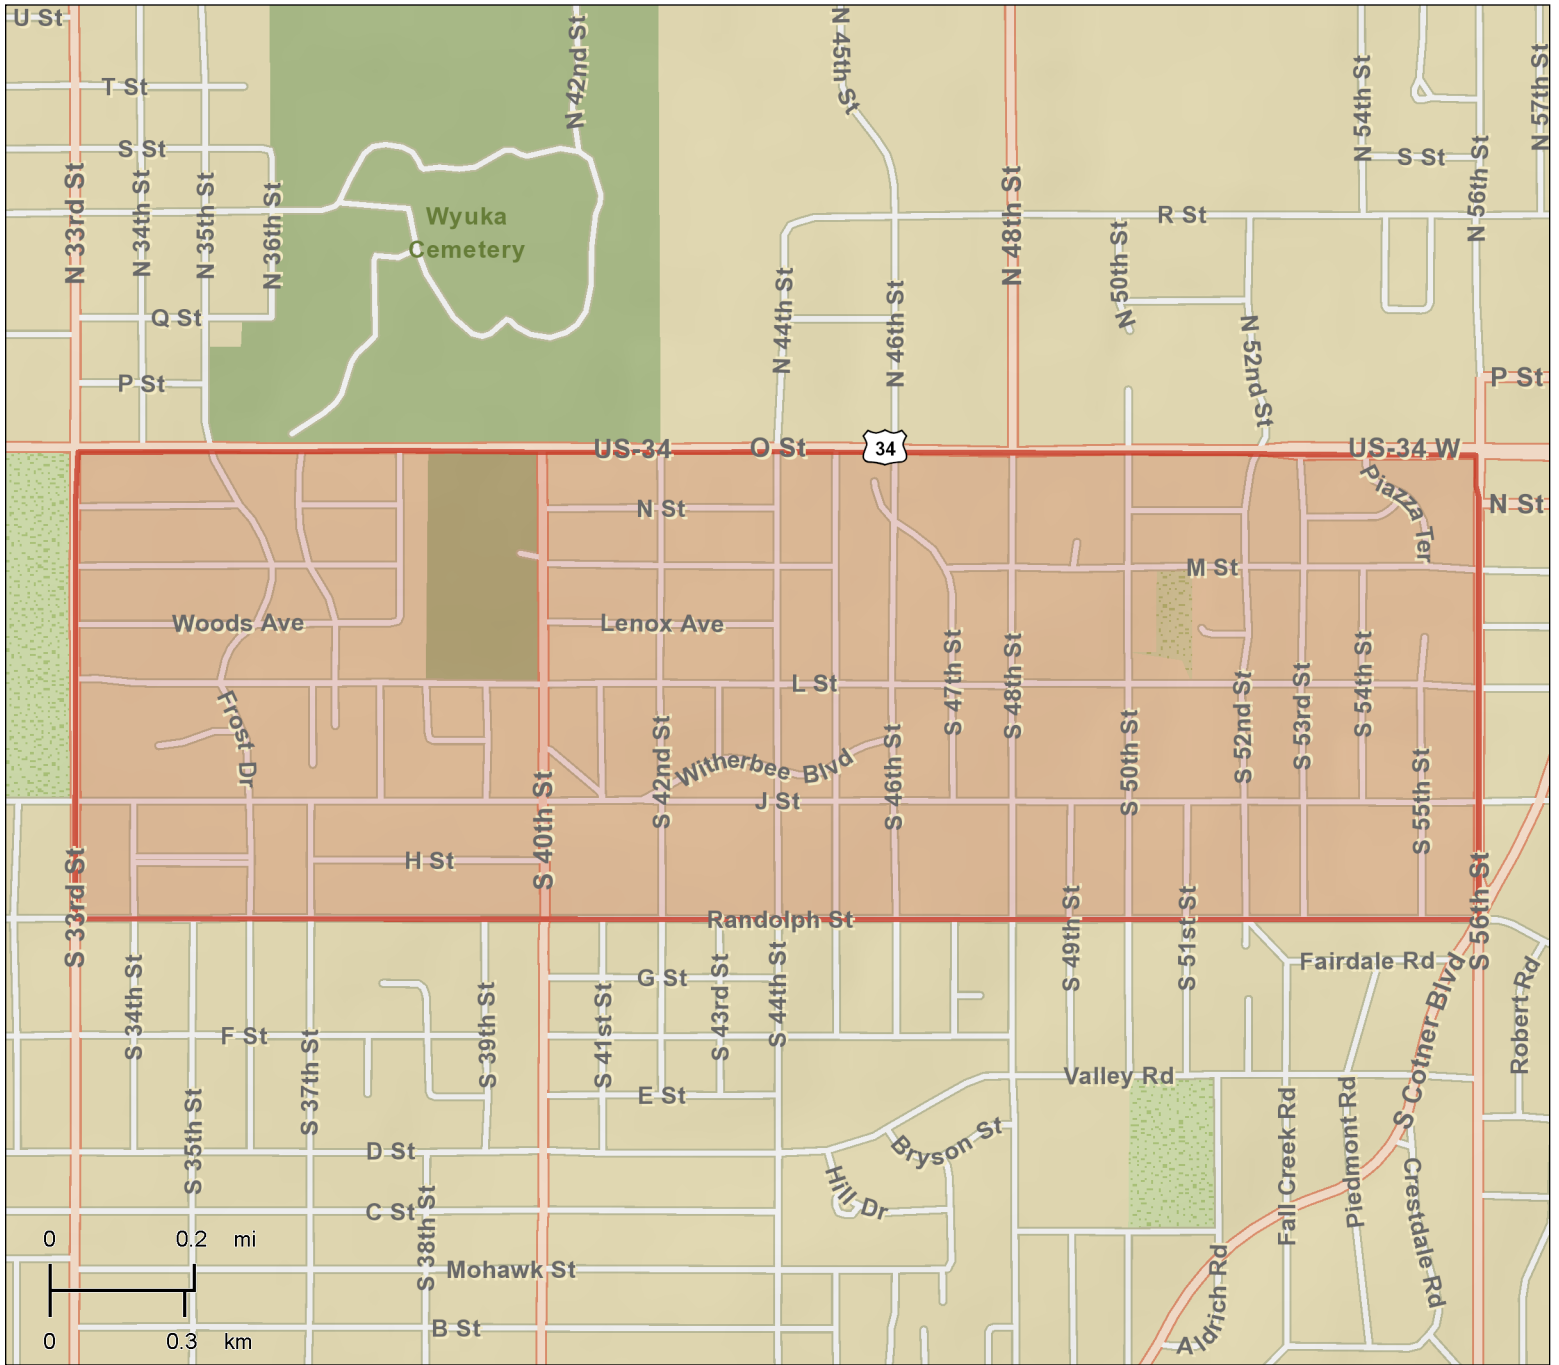 U St
T St
S St
N 33rd St
N 34th St
N 35th St
N 36th St
Q St
P St
Wyuka
Cemetery
N 42nd St
N 45th St
N 44th St
N 46th St
N 48th St
R St
N 50th St
N 52nd St
N 54th St
S St
N 56th St
N 57th St
P St
US-34
O St
34
US-34 W
N St
N St
Piazza Ter
M St
Woods Ave
Lenox Ave
L St
Frost Dr
S 40th St
S 42nd St
Witherbee Blvd
J St
S 46th St
S 47th St
S 48th St
S 50th St
S 52nd St
S 53rd St
S 54th St
S 55th St
H St
S 33rd St
Randolph St
S 49th St
S 51st St
S 56th St
Fairdale Rd
S Cotner Blvd
Robert Rd
S 34th St
G St
S 43rd St
S 44th St
S 39th St
S 41st St
F St
S 37th St
S 35th St
E St
Valley Rd
D St
Bryson St
Hill Dr
Fall Creek Rd
Piedmont Rd
Crestdale Rd
C St
S 38th St
Mohawk St
B St
Aldrich Rd
0 0.2 mi
0 0.3 km